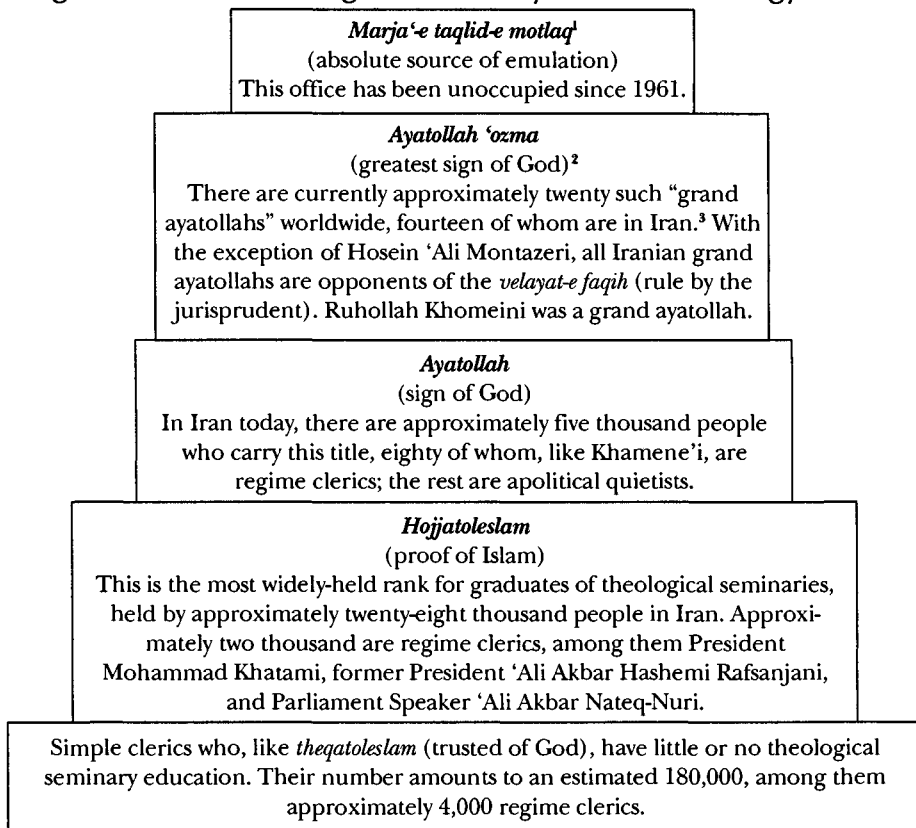 Marja‘-e taqlid-e motlaq¹
(absolute source of emulation)
This office has been unoccupied since 1961.
Ayatollah ‘ozma
(greatest sign of God)²
There are currently approximately twenty such “grand
ayatollahs” worldwide, fourteen of whom are in Iran.³ With
the exception of Hosein ‘Ali Montazeri, all Iranian grand
ayatollahs are opponents of the velayat-e faqih (rule by the
jurisprudent). Ruhollah Khomeini was a grand ayatollah.
Ayatollah
(sign of God)
In Iran today, there are approximately five thousand people
who carry this title, eighty of whom, like Khamene’i, are
regime clerics; the rest are apolitical quietists.
Hojjatoleslam
(proof of Islam)
This is the most widely-held rank for graduates of theological seminaries,
held by approximately twenty-eight thousand people in Iran. Approxi-
mately two thousand are regime clerics, among them President
Mohammad Khatami, former President ‘Ali Akbar Hashemi Rafsanjani,
and Parliament Speaker ‘Ali Akbar Nateq-Nuri.
Simple clerics who, like theqatoleslam (trusted of God), have little or no theological
seminary education. Their number amounts to an estimated 180,000, among them
approximately 4,000 regime clerics.